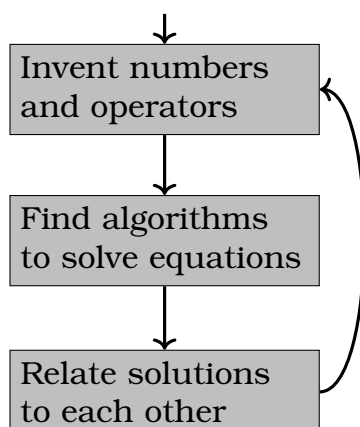 Invent numbers
and operators
Find algorithms
to solve equations
Relate solutions
to each other